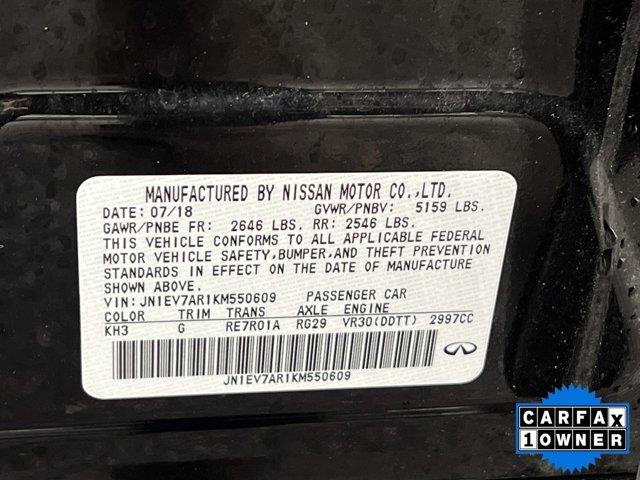 MANUFACTURED BY NISSAN MOTOR CO.,LTD.
DATE: 07/18 GVWR/PNBV: 5159 LBS.
GAWR/PNBE FR: 2646 LBS. RR: 2546 LBS.
THIS VEHICLE CONFORMS TO ALL APPLICABLE FEDERAL
MOTOR VEHICLE SAFETY,BUMPER,AND THEFT PREVENTION
STANDARDS IN EFFECT ON THE DATE OF MANUFACTURE
SHOWN ABOVE.
VIN: JN1EV7AR1KM550609 PASSENGER CAR
COLOR TRIM TRANS AXLE ENGINE
KH3 G RE7R01A RG29 VR30(DDTT) 2997CC
JN1EV7AR1KM550609
CARFAX
1 OWNER